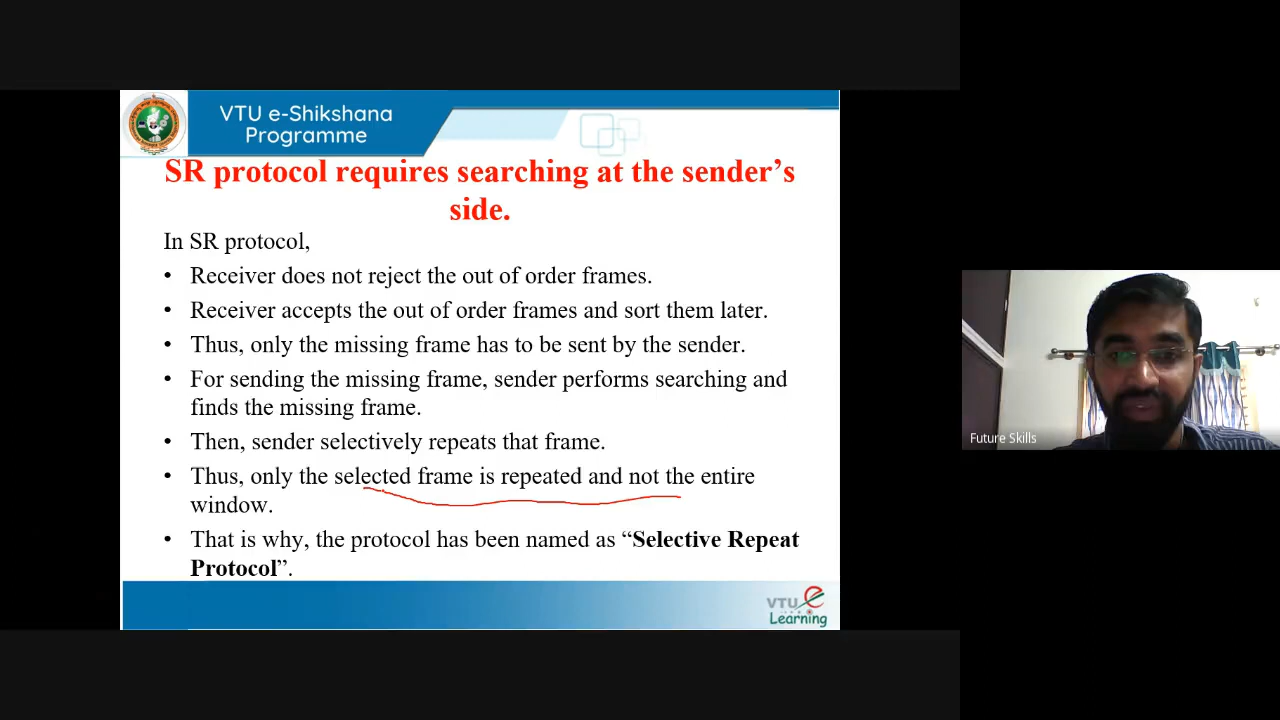 VTU e-Shikshana
Programme
SR protocol requires searching at the sender’s
side.
In SR protocol,
• Receiver does not reject the out of order frames.
• Receiver accepts the out of order frames and sort them later.
• Thus, only the missing frame has to be sent by the sender.
• For sending the missing frame, sender performs searching and
finds the missing frame.
• Then, sender selectively repeats that frame.
• Thus, only the selected frame is repeated and not the entire
window.
• That is why, the protocol has been named as “Selective Repeat
Protocol”.
VTU e
Learning
Future Skills